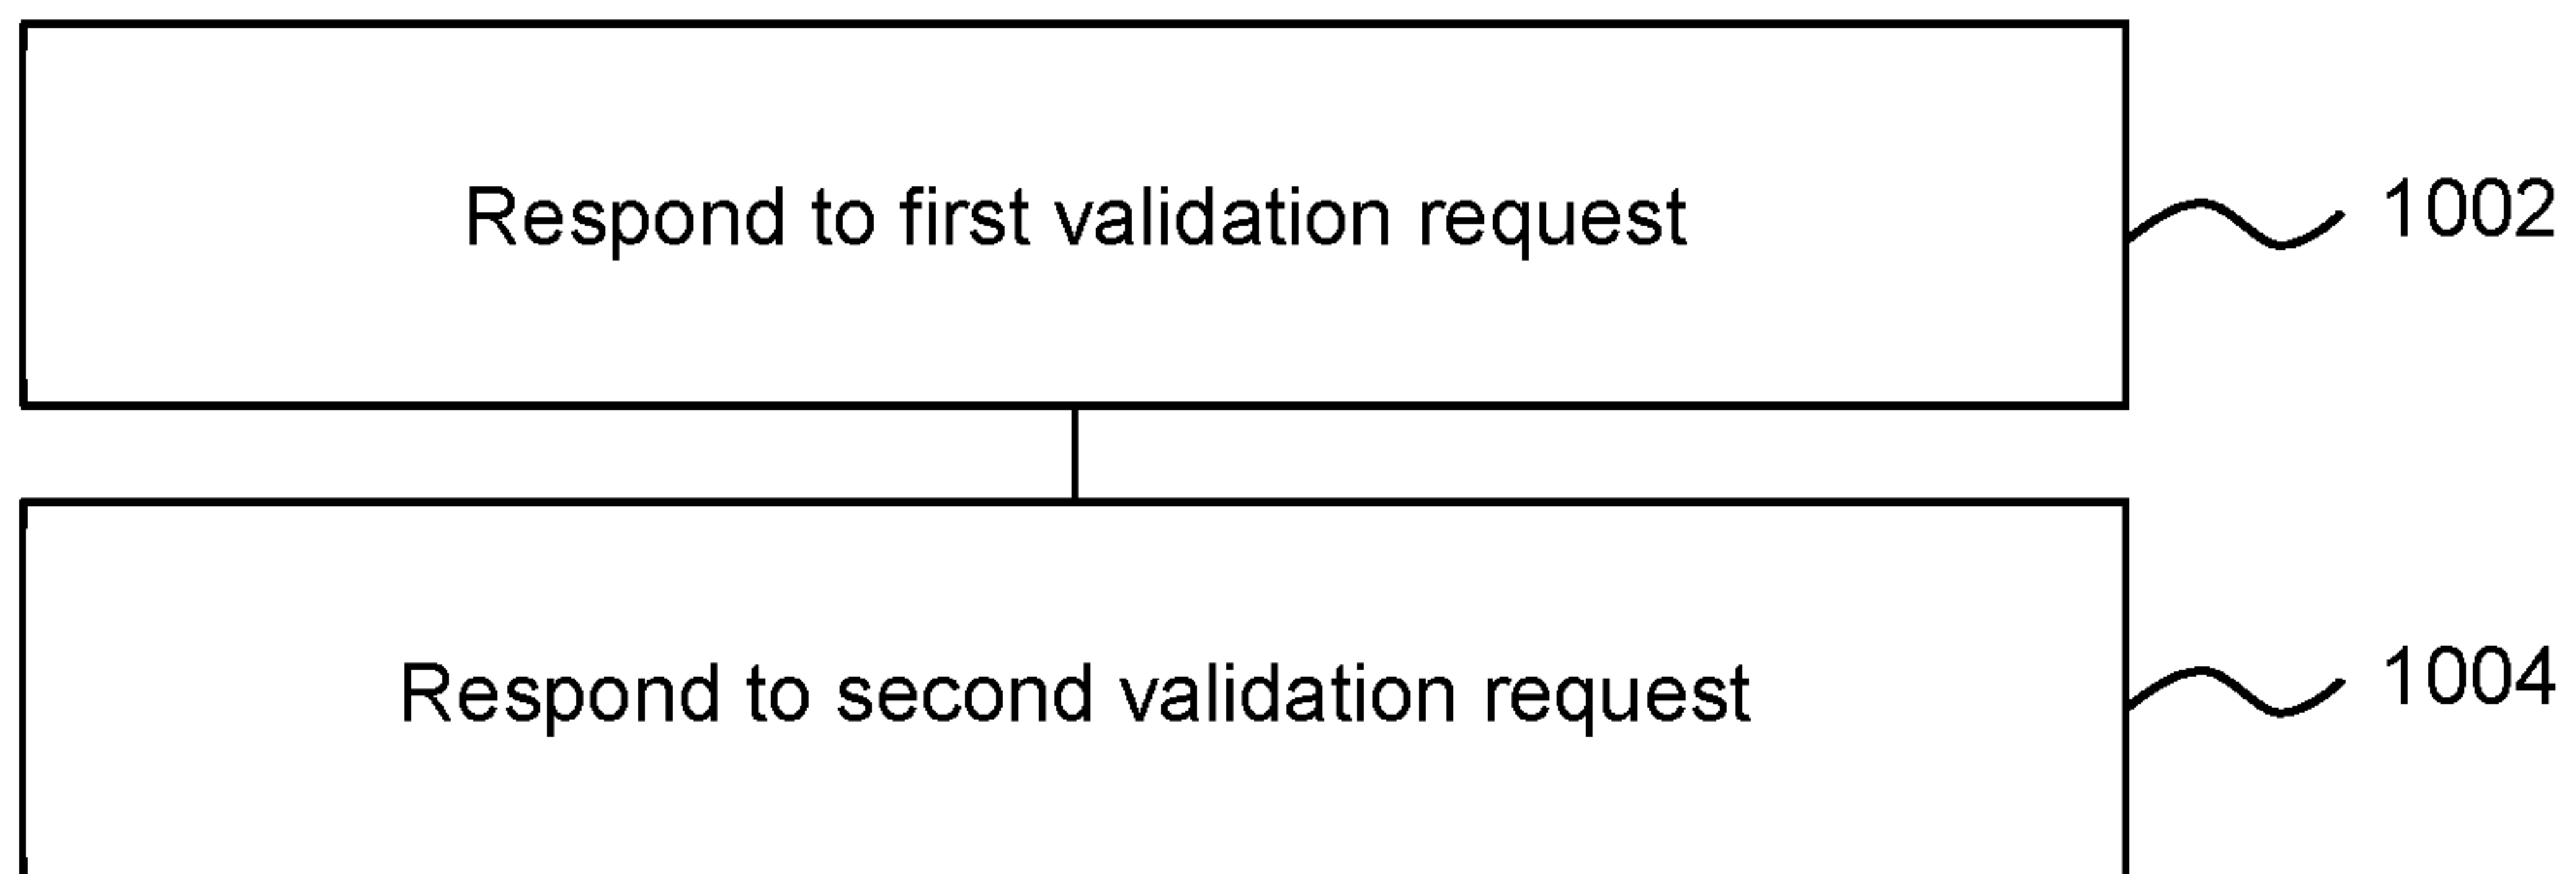 Respond to first validation request
1002
Respond to second validation request
1004